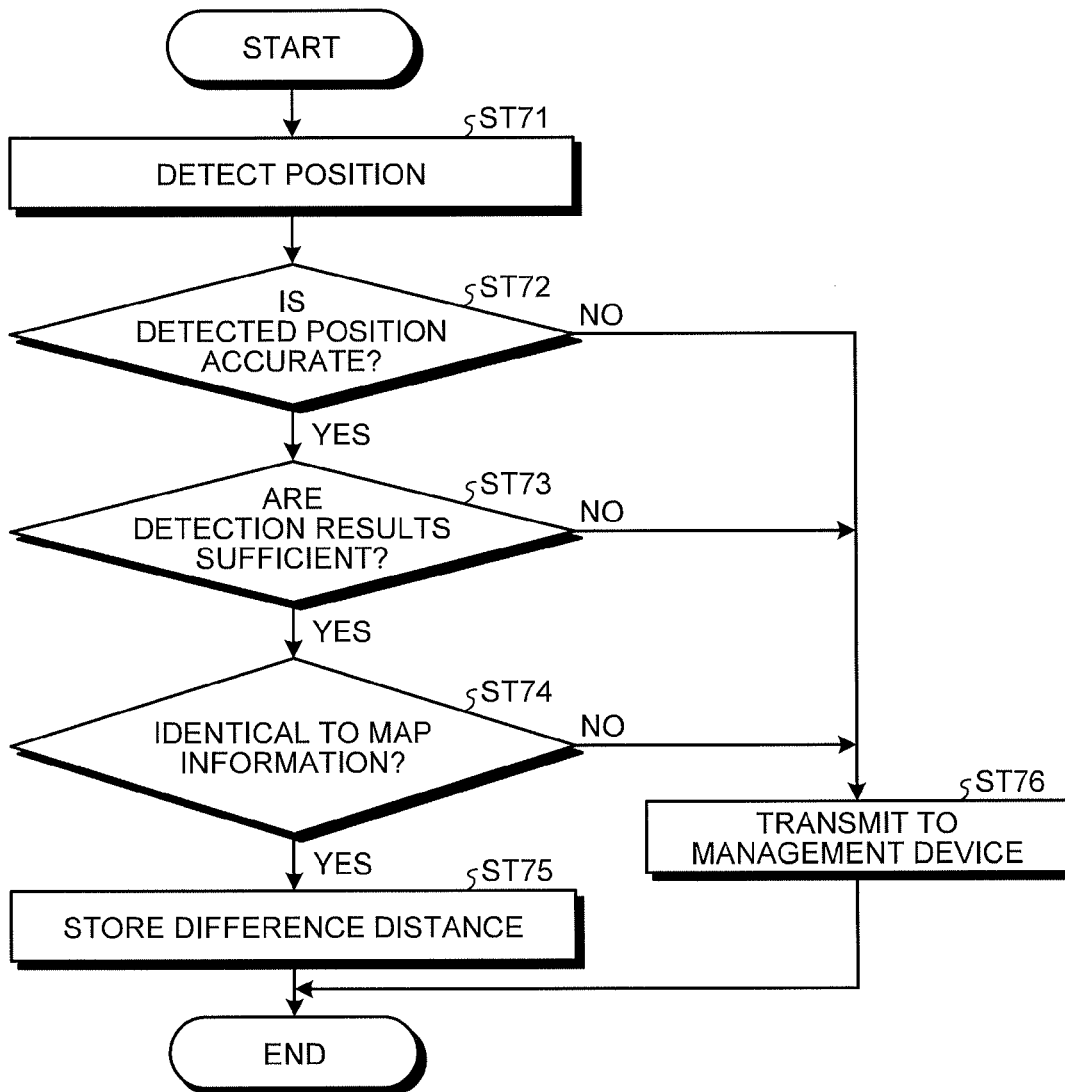 START
ST71
DETECT POSITION
ST72
IS
DETECTED POSITION
ACCURATE?
NO
YES
ST73
ARE
DETECTION RESULTS
SUFFICIENT?
NO
YES
ST74
IDENTICAL TO MAP
INFORMATION?
NO
ST76
TRANSMIT TO
MANAGEMENT DEVICE
YES
ST75
STORE DIFFERENCE DISTANCE
END